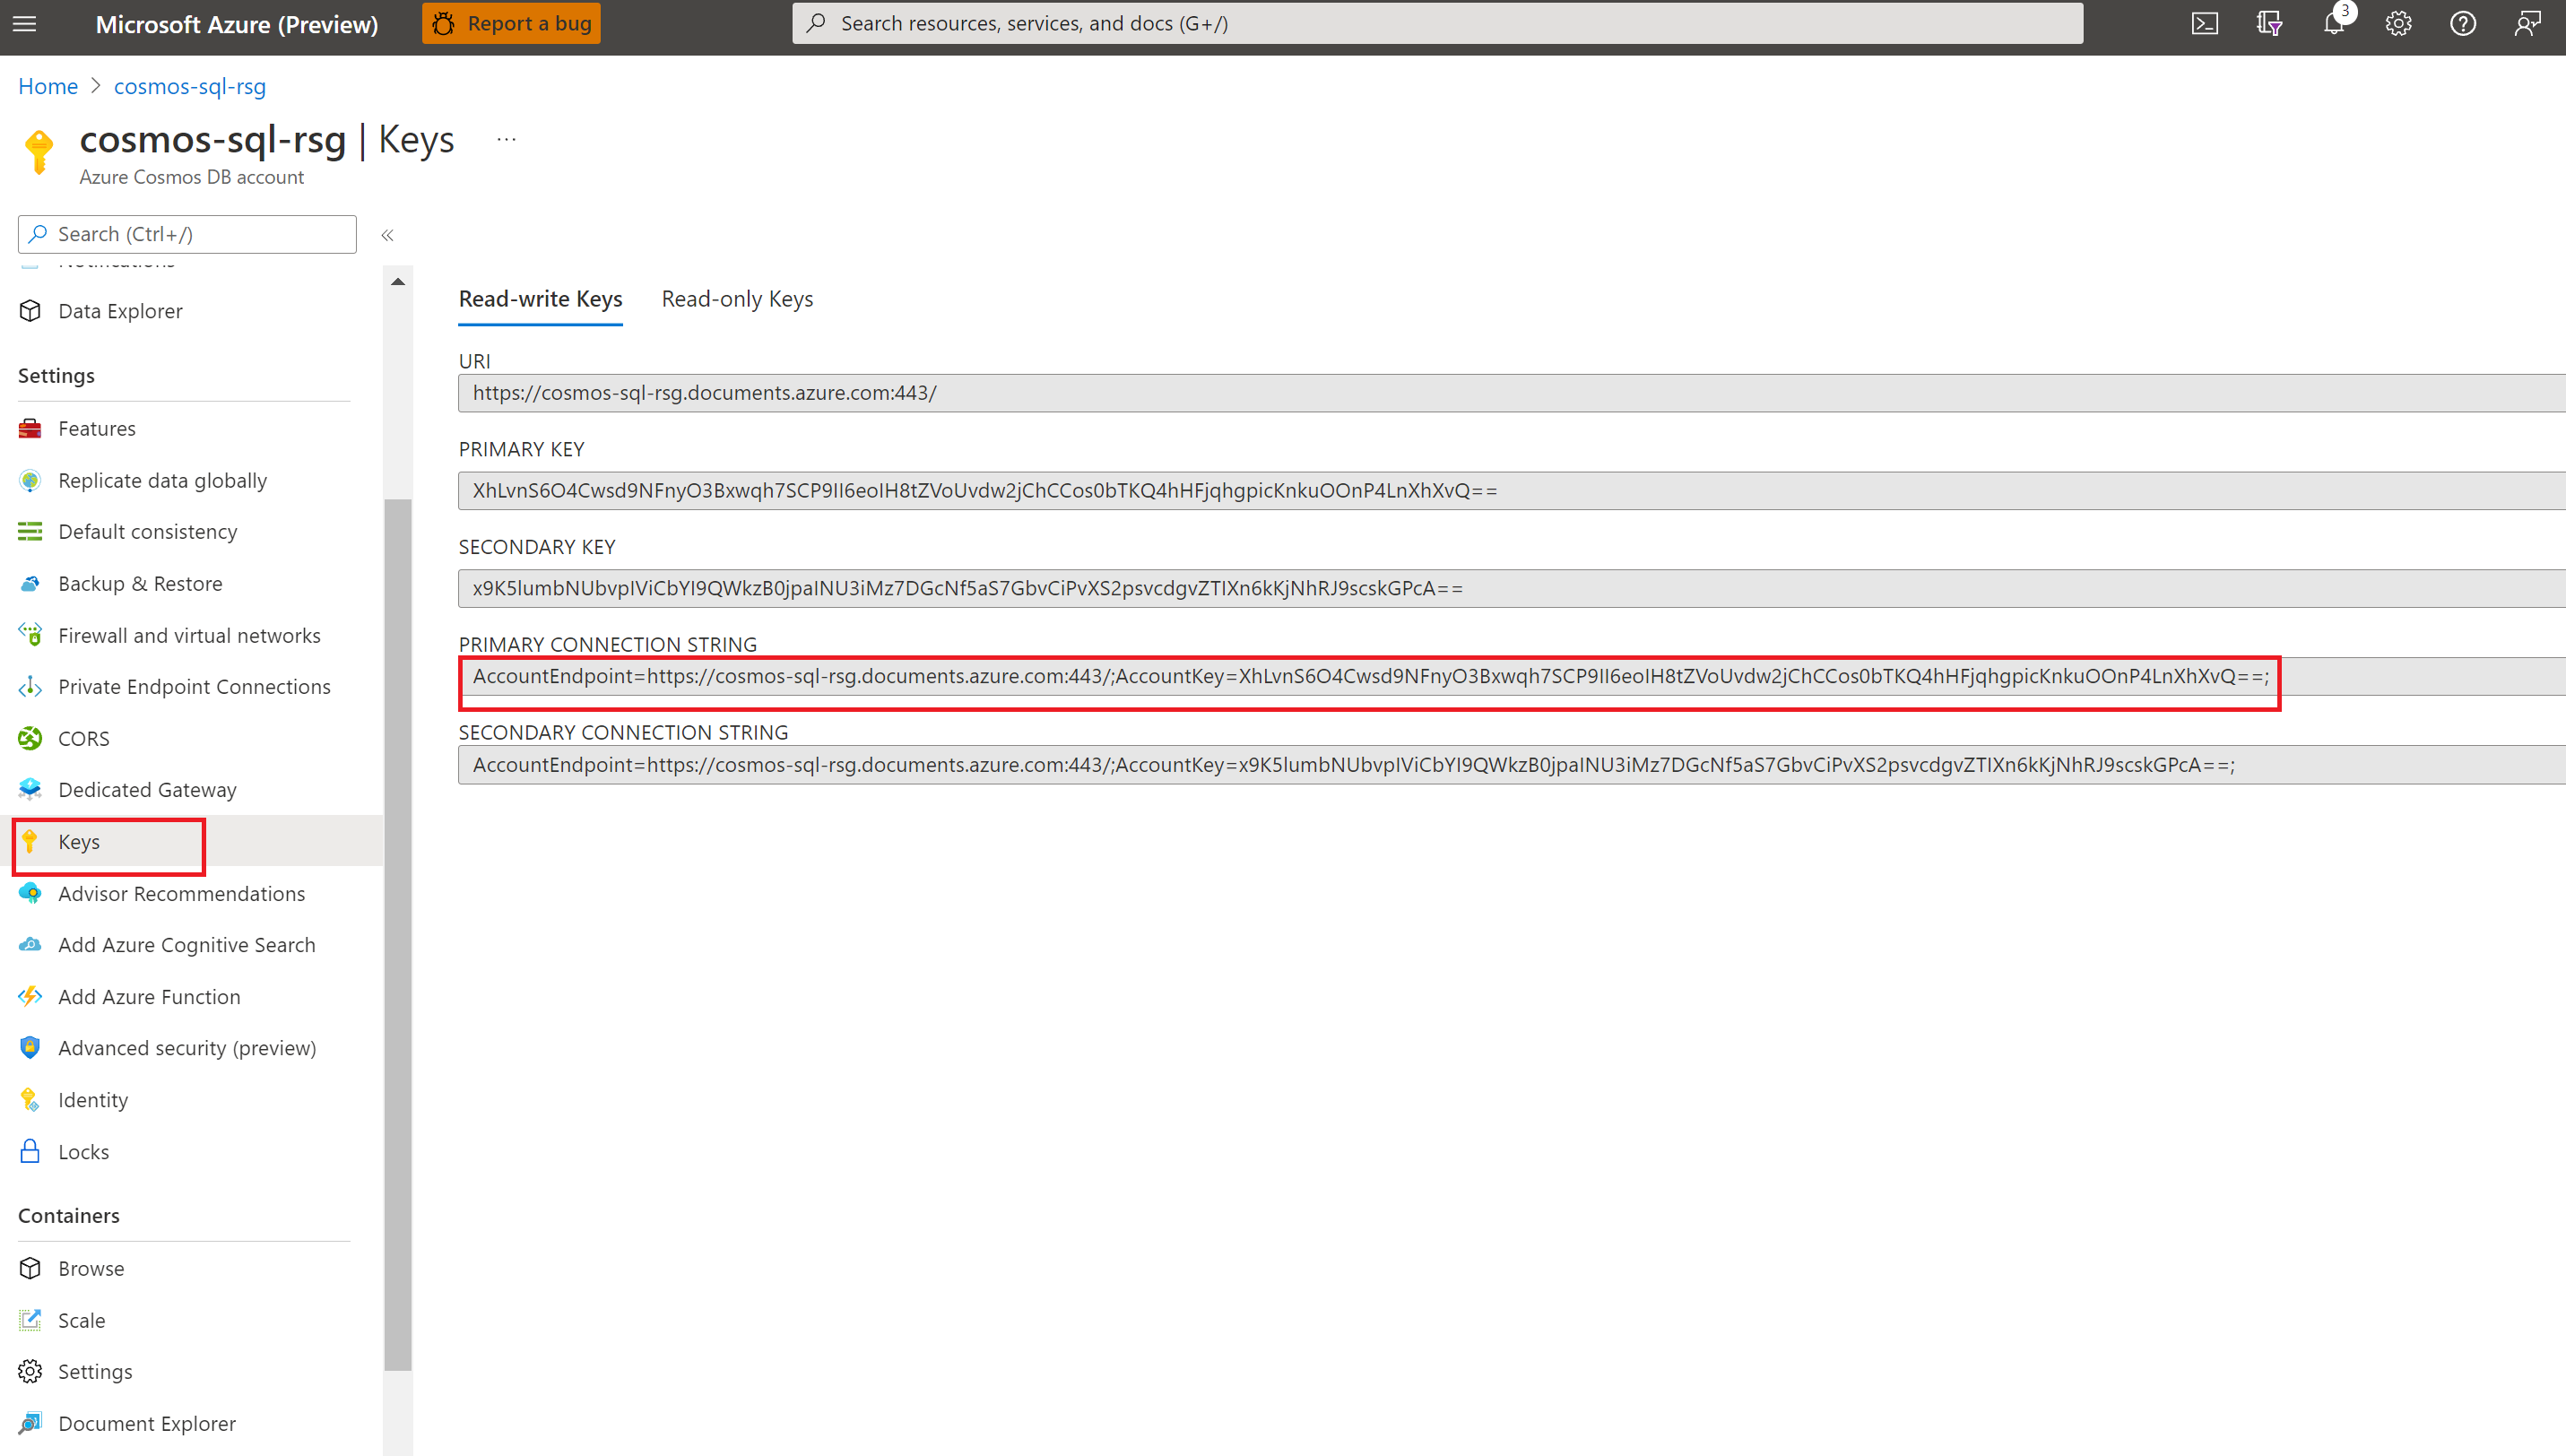 Microsoft Azure (Preview)
Report a bug
Search resources, services, and docs (G+/)
3
Home > cosmos-sql-rsg
cosmos-sql-rsg | Keys ...
Azure Cosmos DB account
Search (Ctrl+/)
«
Data Explorer
Settings
Features
Replicate data globally
Default consistency
Backup & Restore
Firewall and virtual networks
Private Endpoint Connections
CORS
Dedicated Gateway
Keys
Advisor Recommendations
Add Azure Cognitive Search
Add Azure Function
Advanced security (preview)
Identity
Locks
Containers
Browse
Scale
Settings
Document Explorer
Read-write Keys
Read-only Keys
URI
https://cosmos-sql-rsg.documents.azure.com:443/
PRIMARY KEY
XhLvnS6O4Cwsd9NFnyO3Bxwqh7SCP9II6eoIH8tZVoUvdw2jChCCos0bTKQ4hHFjqhgpicKnkuOOnP4LnXhXvQ==
SECONDARY KEY
x9K5lumbNUbvpIViCbYI9QWkzB0jpaINU3iMz7DGcNf5aS7GbvCiPvXS2psvcdgvZTIXn6kKjNhRJ9scskGPcA==
PRIMARY CONNECTION STRING
AccountEndpoint=https://cosmos-sql-rsg.documents.azure.com:443/;AccountKey=XhLvnS6O4Cwsd9NFnyO3Bxwqh7SCP9II6eoIH8tZVoUvdw2jChCCos0bTKQ4hHFjqhgpicKnkuOOnP4LnXhXvQ==;
SECONDARY CONNECTION STRING
AccountEndpoint=https://cosmos-sql-rsg.documents.azure.com:443/;AccountKey=x9K5lumbNUbvpIViCbYI9QWkzB0jpaINU3iMz7DGcNf5aS7GbvCiPvXS2psvcdgvZTIXn6kKjNhRJ9scskGPcA==;